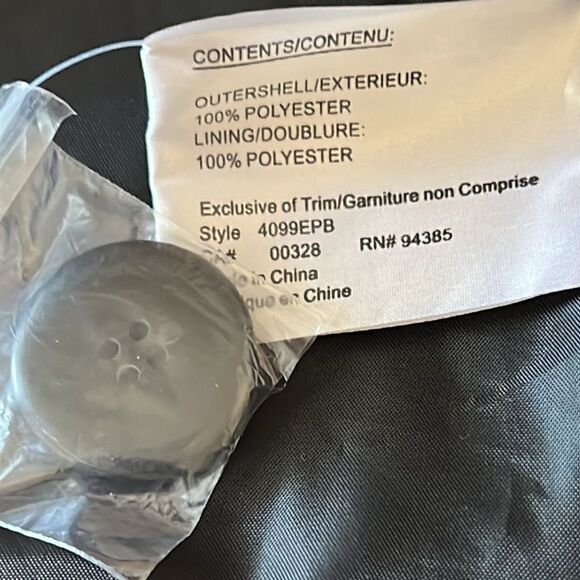 CONTENTS/CONTENU:
OUTERSHELL/EXTERIEUR:
100% POLYESTER
LINING/DOUBLURE:
100% POLYESTER
Exclusive of Trim/Garniture non Comprise
Style 4099EPB
00328 RN# 94385
in China
en Chine